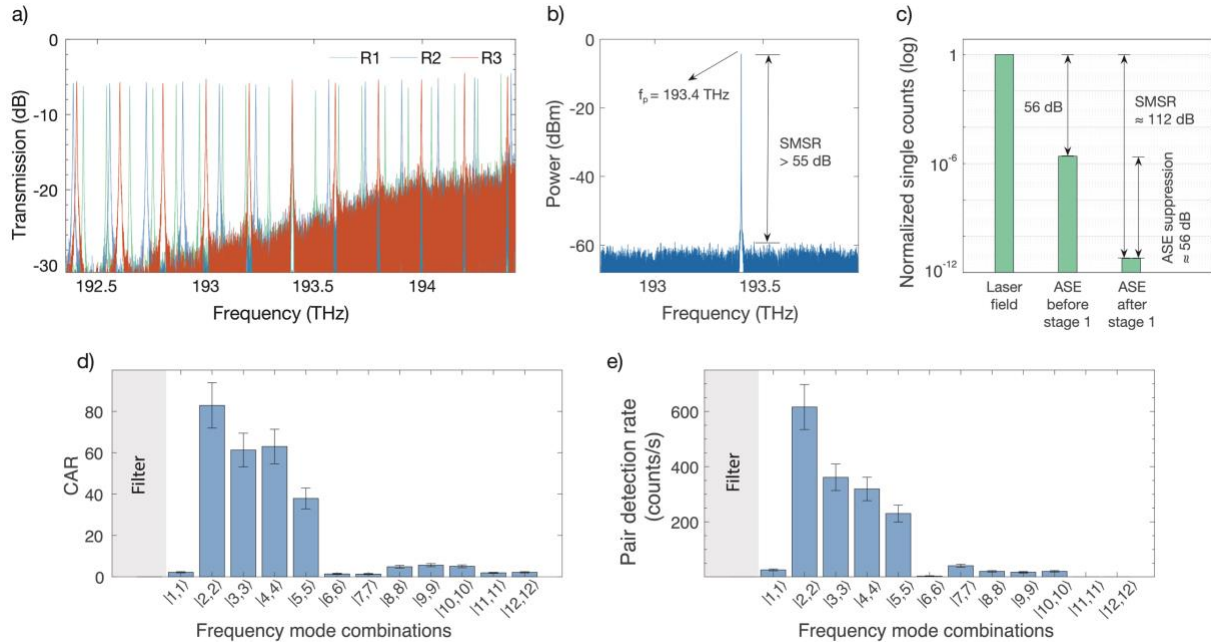 a)
Transmission (dB)
0
-10
-20
-30
R1 R2 R3
192.5 193 193.5 194
Frequency (THz)
b)
Power (dBm)
0
-20
-40
-60
fp = 193.4 THz
SMSR
> 55 dB
193 193.5
Frequency (THz)
c)
Normalized single counts (log)
1
10-6
10-12
56 dB
SMSR
≈ 112 dB
ASE suppression
≈ 56 dB
Laser
field
ASE
before
stage 1
ASE
after
stage 1
d)
CAR
80
60
40
20
0
Filter
|1,1⟩ |2,2⟩ |3,3⟩ |4,4⟩ |5,5⟩ |6,6⟩ |7,7⟩ |8,8⟩ |9,9⟩ |10,10⟩ |11,11⟩ |12,12⟩
Frequency mode combinations
e)
Pair detection rate
(counts/s)
600
400
200
Filter
|1,1⟩ |2,2⟩ |3,3⟩ |4,4⟩ |5,5⟩ |6,6⟩ |7,7⟩ |8,8⟩ |9,9⟩ |10,10⟩ |11,11⟩ |12,12⟩
Frequency mode combinations